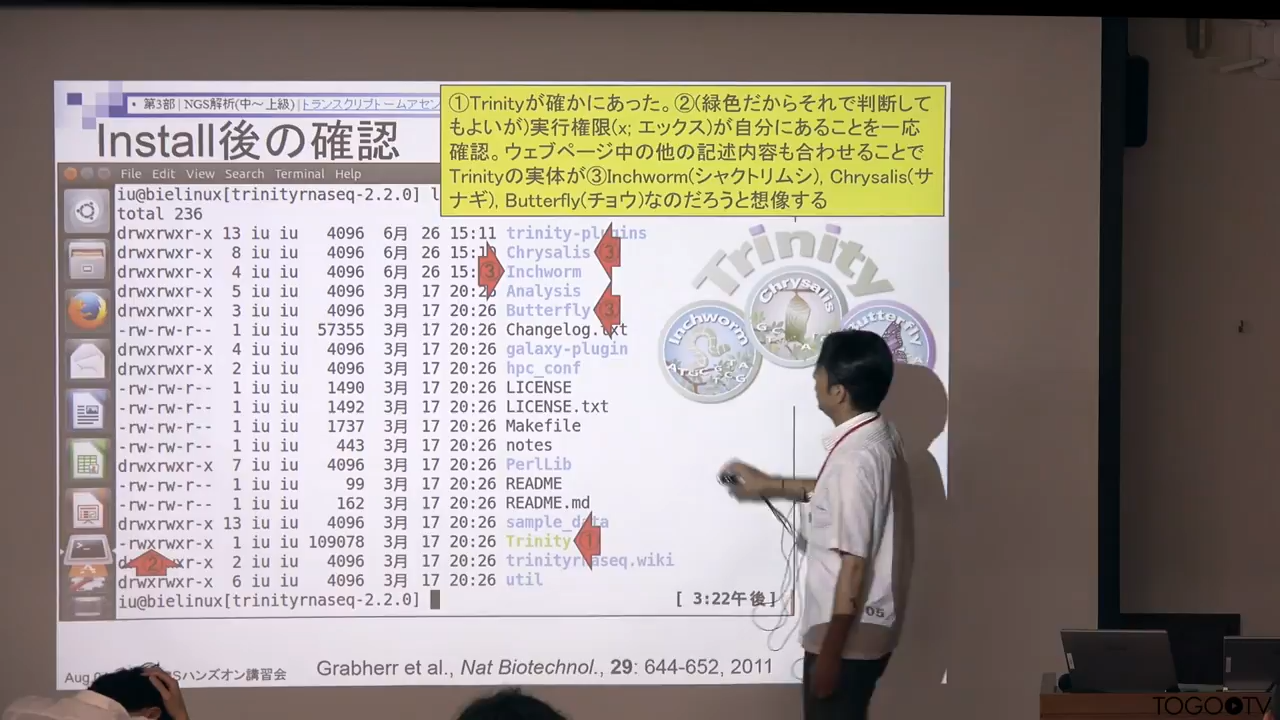 • 第3部 | NGS解析(中～上級) | トランスクリプトームアセン
Install後の確認
①Trinityが確かにあった。②(緑色だからそれで判断して
もよいが)実行権限(x; エックス)が自分にあることを一応
確認。ウェブページ中の他の記述内容も合わせることで
Trinityの実体が③Inchworm(シャクトリムシ), Chrysalis(サ
ナギ), Butterfly(チョウ)なのだろうと想像する
File Edit View Search Terminal Help
iu@bielinux[trinityrnaseq-2.2.0] l
total 236
drwxrwxr-x 13 iu iu 4096 6月 26 15:11 trinity-plugins
drwxrwxr-x 8 iu iu 4096 6月 26 15:1 Chrysalis ③
drwxrwxr-x 4 iu iu 4096 6月 26 15: ③ Inchworm
drwxrwxr-x 5 iu iu 4096 3月 17 20:26 Analysis
drwxrwxr-x 3 iu iu 4096 3月 17 20:26 Butterfly ③
-rw-rw-r-- 1 iu iu 57355 3月 17 20:26 Changelog.txt
drwxrwxr-x 4 iu iu 4096 3月 17 20:26 galaxy-plugin
drwxrwxr-x 2 iu iu 4096 3月 17 20:26 hpc_conf
-rw-rw-r-- 1 iu iu 1490 3月 17 20:26 LICENSE
-rw-rw-r-- 1 iu iu 1492 3月 17 20:26 LICENSE.txt
-rw-rw-r-- 1 iu iu 1737 3月 17 20:26 Makefile
-rw-rw-r-- 1 iu iu 443 3月 17 20:26 notes
drwxrwxr-x 7 iu iu 4096 3月 17 20:26 PerlLib
-rw-rw-r-- 1 iu iu 99 3月 17 20:26 README
-rw-rw-r-- 1 iu iu 162 3月 17 20:26 README.md
drwxrwxr-x 13 iu iu 4096 3月 17 20:26 sample_data
-rwxrwxr-x 1 iu iu 109078 3月 17 20:26 Trinity ①
② drwxrwxr-x 2 iu iu 4096 3月 17 20:26 trinityrnaseq.wiki
drwxrwxr-x 6 iu iu 4096 3月 17 20:26 util
iu@bielinux[trinityrnaseq-2.2.0] [ 3:22午後]
Trinity
Inchworm
Chrysalis
Butterfly
Aug
Sハンズオン講習会
Grabherr et al., Nat Biotechnol., 29: 644-652, 2011
105
TOGOTV